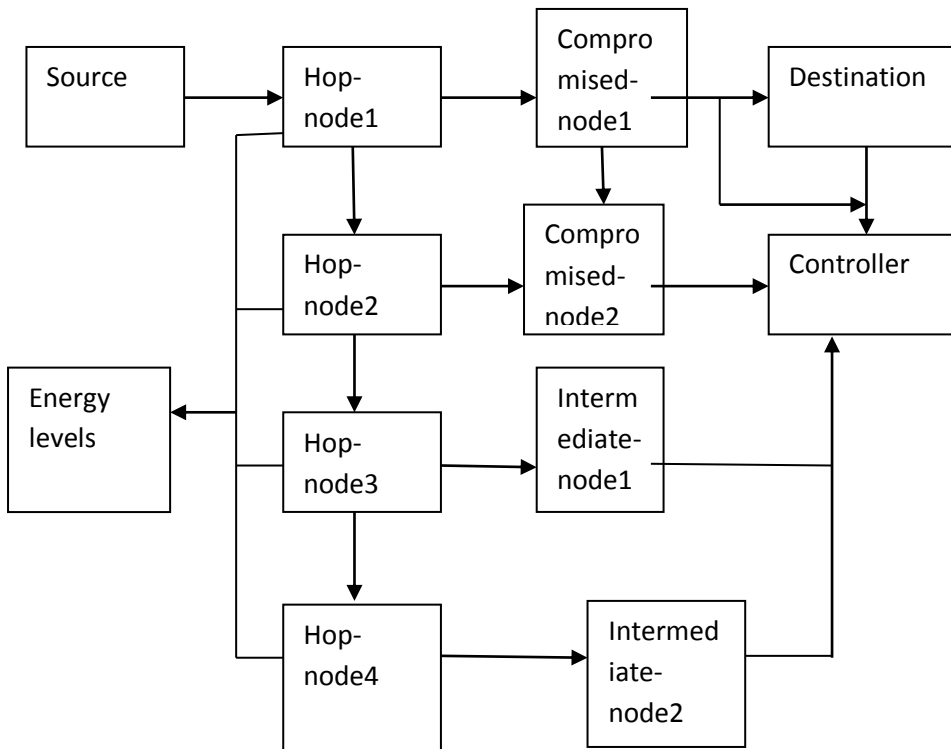 Source
Hop-
node1
Compro
mised-
node1
Destination
Hop-
node2
Compro
mised-
node2
Controller
Energy
levels
Hop-
node3
Interm
ediate-
node1
Hop-
node4
Intermed
iate-
node2